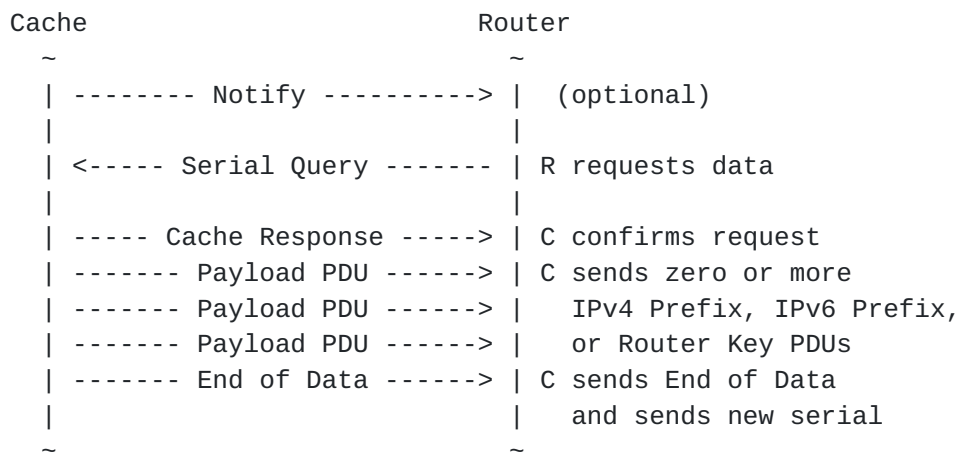 Cache                         Router
  ~                             ~
  | -------- Notify ----------> |  (optional)
  |                             |
  | <----- Serial Query ------- | R requests data
  |                             |
  | ----- Cache Response -----> | C confirms request
  | ------- Payload PDU ------> | C sends zero or more
  | ------- Payload PDU ------> |   IPv4 Prefix, IPv6 Prefix,
  | ------- Payload PDU ------> |   or Router Key PDUs
  | ------- End of Data ------> | C sends End of Data
  |                             |   and sends new serial
  ~                             ~